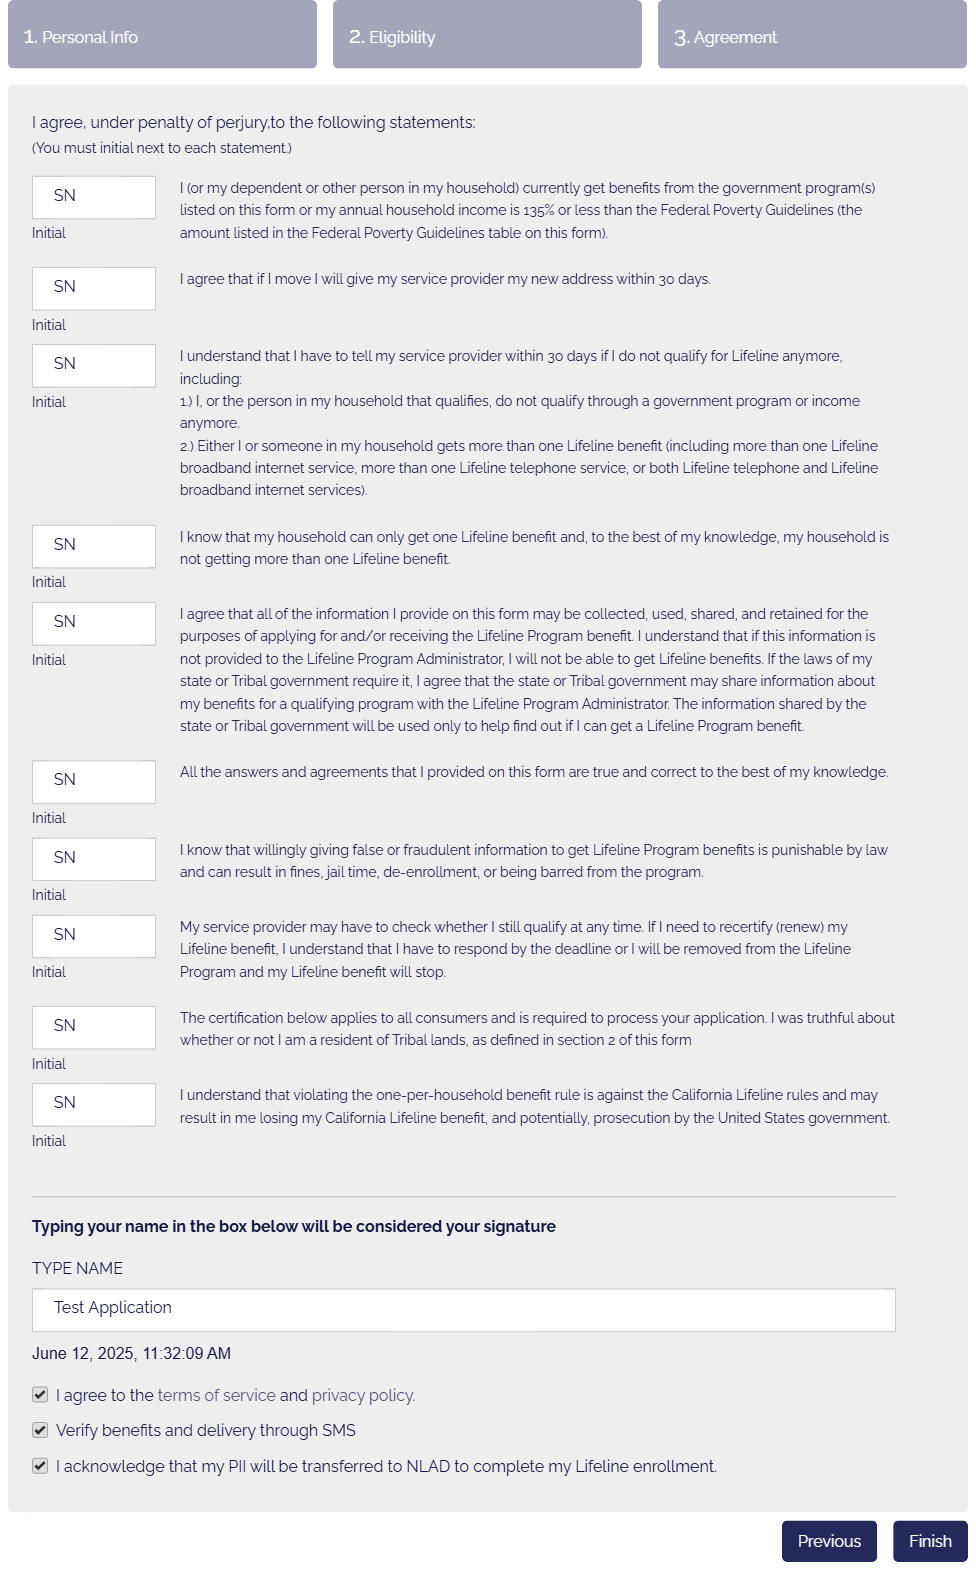 1. Personal Info
2. Eligibility
3. Agreement
I agree, under penalty of perjury,to the following statements:
(You must initial next to each statement.)
SN
Initial
I (or my dependent or other person in my household) currently get benefits from the government program(s)
listed on this form or my annual household income is 135% or less than the Federal Poverty Guidelines (the
amount listed in the Federal Poverty Guidelines table on this form).
SN
Initial
I agree that if I move I will give my service provider my new address within 30 days.
SN
Initial
I understand that I have to tell my service provider within 30 days if I do not qualify for Lifeline anymore,
including:
1.) I, or the person in my household that qualifies, do not qualify through a government program or income
anymore.
2.) Either I or someone in my household gets more than one Lifeline benefit (including more than one Lifeline
broadband internet service, more than one Lifeline telephone service, or both Lifeline telephone and Lifeline
broadband internet services).
SN
Initial
I know that my household can only get one Lifeline benefit and, to the best of my knowledge, my household is
not getting more than one Lifeline benefit.
SN
Initial
I agree that all of the information I provide on this form may be collected, used, shared, and retained for the
purposes of applying for and/or receiving the Lifeline Program benefit. I understand that if this information is
not provided to the Lifeline Program Administrator, I will not be able to get Lifeline benefits. If the laws of my
state or Tribal government require it, I agree that the state or Tribal government may share information about
my benefits for a qualifying program with the Lifeline Program Administrator. The information shared by the
state or Tribal government will be used only to help find out if I can get a Lifeline Program benefit.
SN
Initial
All the answers and agreements that I provided on this form are true and correct to the best of my knowledge.
SN
Initial
I know that willingly giving false or fraudulent information to get Lifeline Program benefits is punishable by law
and can result in fines, jail time, de-enrollment, or being barred from the program.
SN
Initial
My service provider may have to check whether I still qualify at any time. If I need to recertify (renew) my
Lifeline benefit, I understand that I have to respond by the deadline or I will be removed from the Lifeline
Program and my Lifeline benefit will stop.
SN
Initial
The certification below applies to all consumers and is required to process your application. I was truthful about
whether or not I am a resident of Tribal lands, as defined in section 2 of this form
SN
Initial
I understand that violating the one-per-household benefit rule is against the California Lifeline rules and may
result in me losing my California Lifeline benefit, and potentially, prosecution by the United States government.
Typing your name in the box below will be considered your signature
TYPE NAME
Test Application
June 12, 2025, 11:32:09 AM
I agree to the terms of service and privacy policy.
Verify benefits and delivery through SMS
I acknowledge that my PII will be transferred to NLAD to complete my Lifeline enrollment.
Previous
Finish